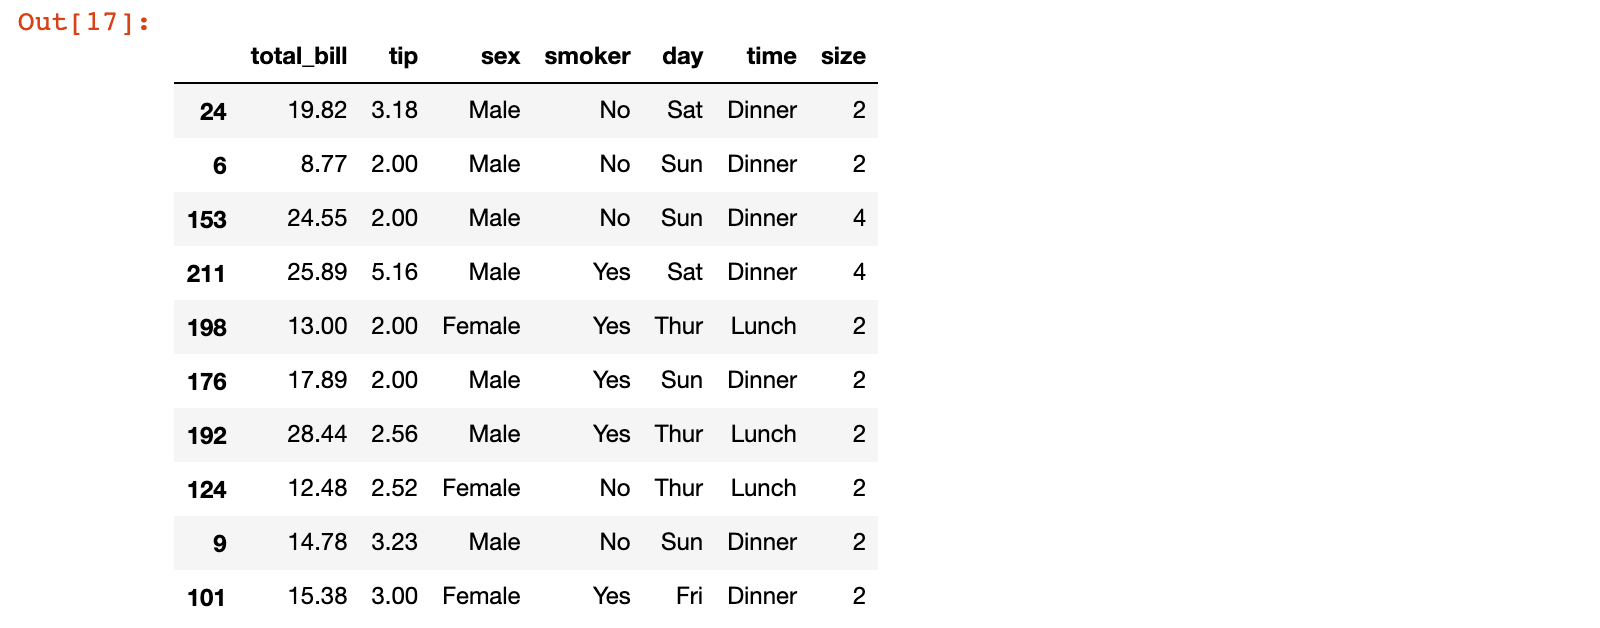 Out[17]:
total_bill tip sex smoker day time size
24 19.82 3.18 Male No Sat Dinner 2
6 8.77 2.00 Male No Sun Dinner 2
153 24.55 2.00 Male No Sun Dinner 4
211 25.89 5.16 Male Yes Sat Dinner 4
198 13.00 2.00 Female Yes Thur Lunch 2
176 17.89 2.00 Male Yes Sun Dinner 2
192 28.44 2.56 Male Yes Thur Lunch 2
124 12.48 2.52 Female No Thur Lunch 2
9 14.78 3.23 Male No Sun Dinner 2
101 15.38 3.00 Female Yes Fri Dinner 2